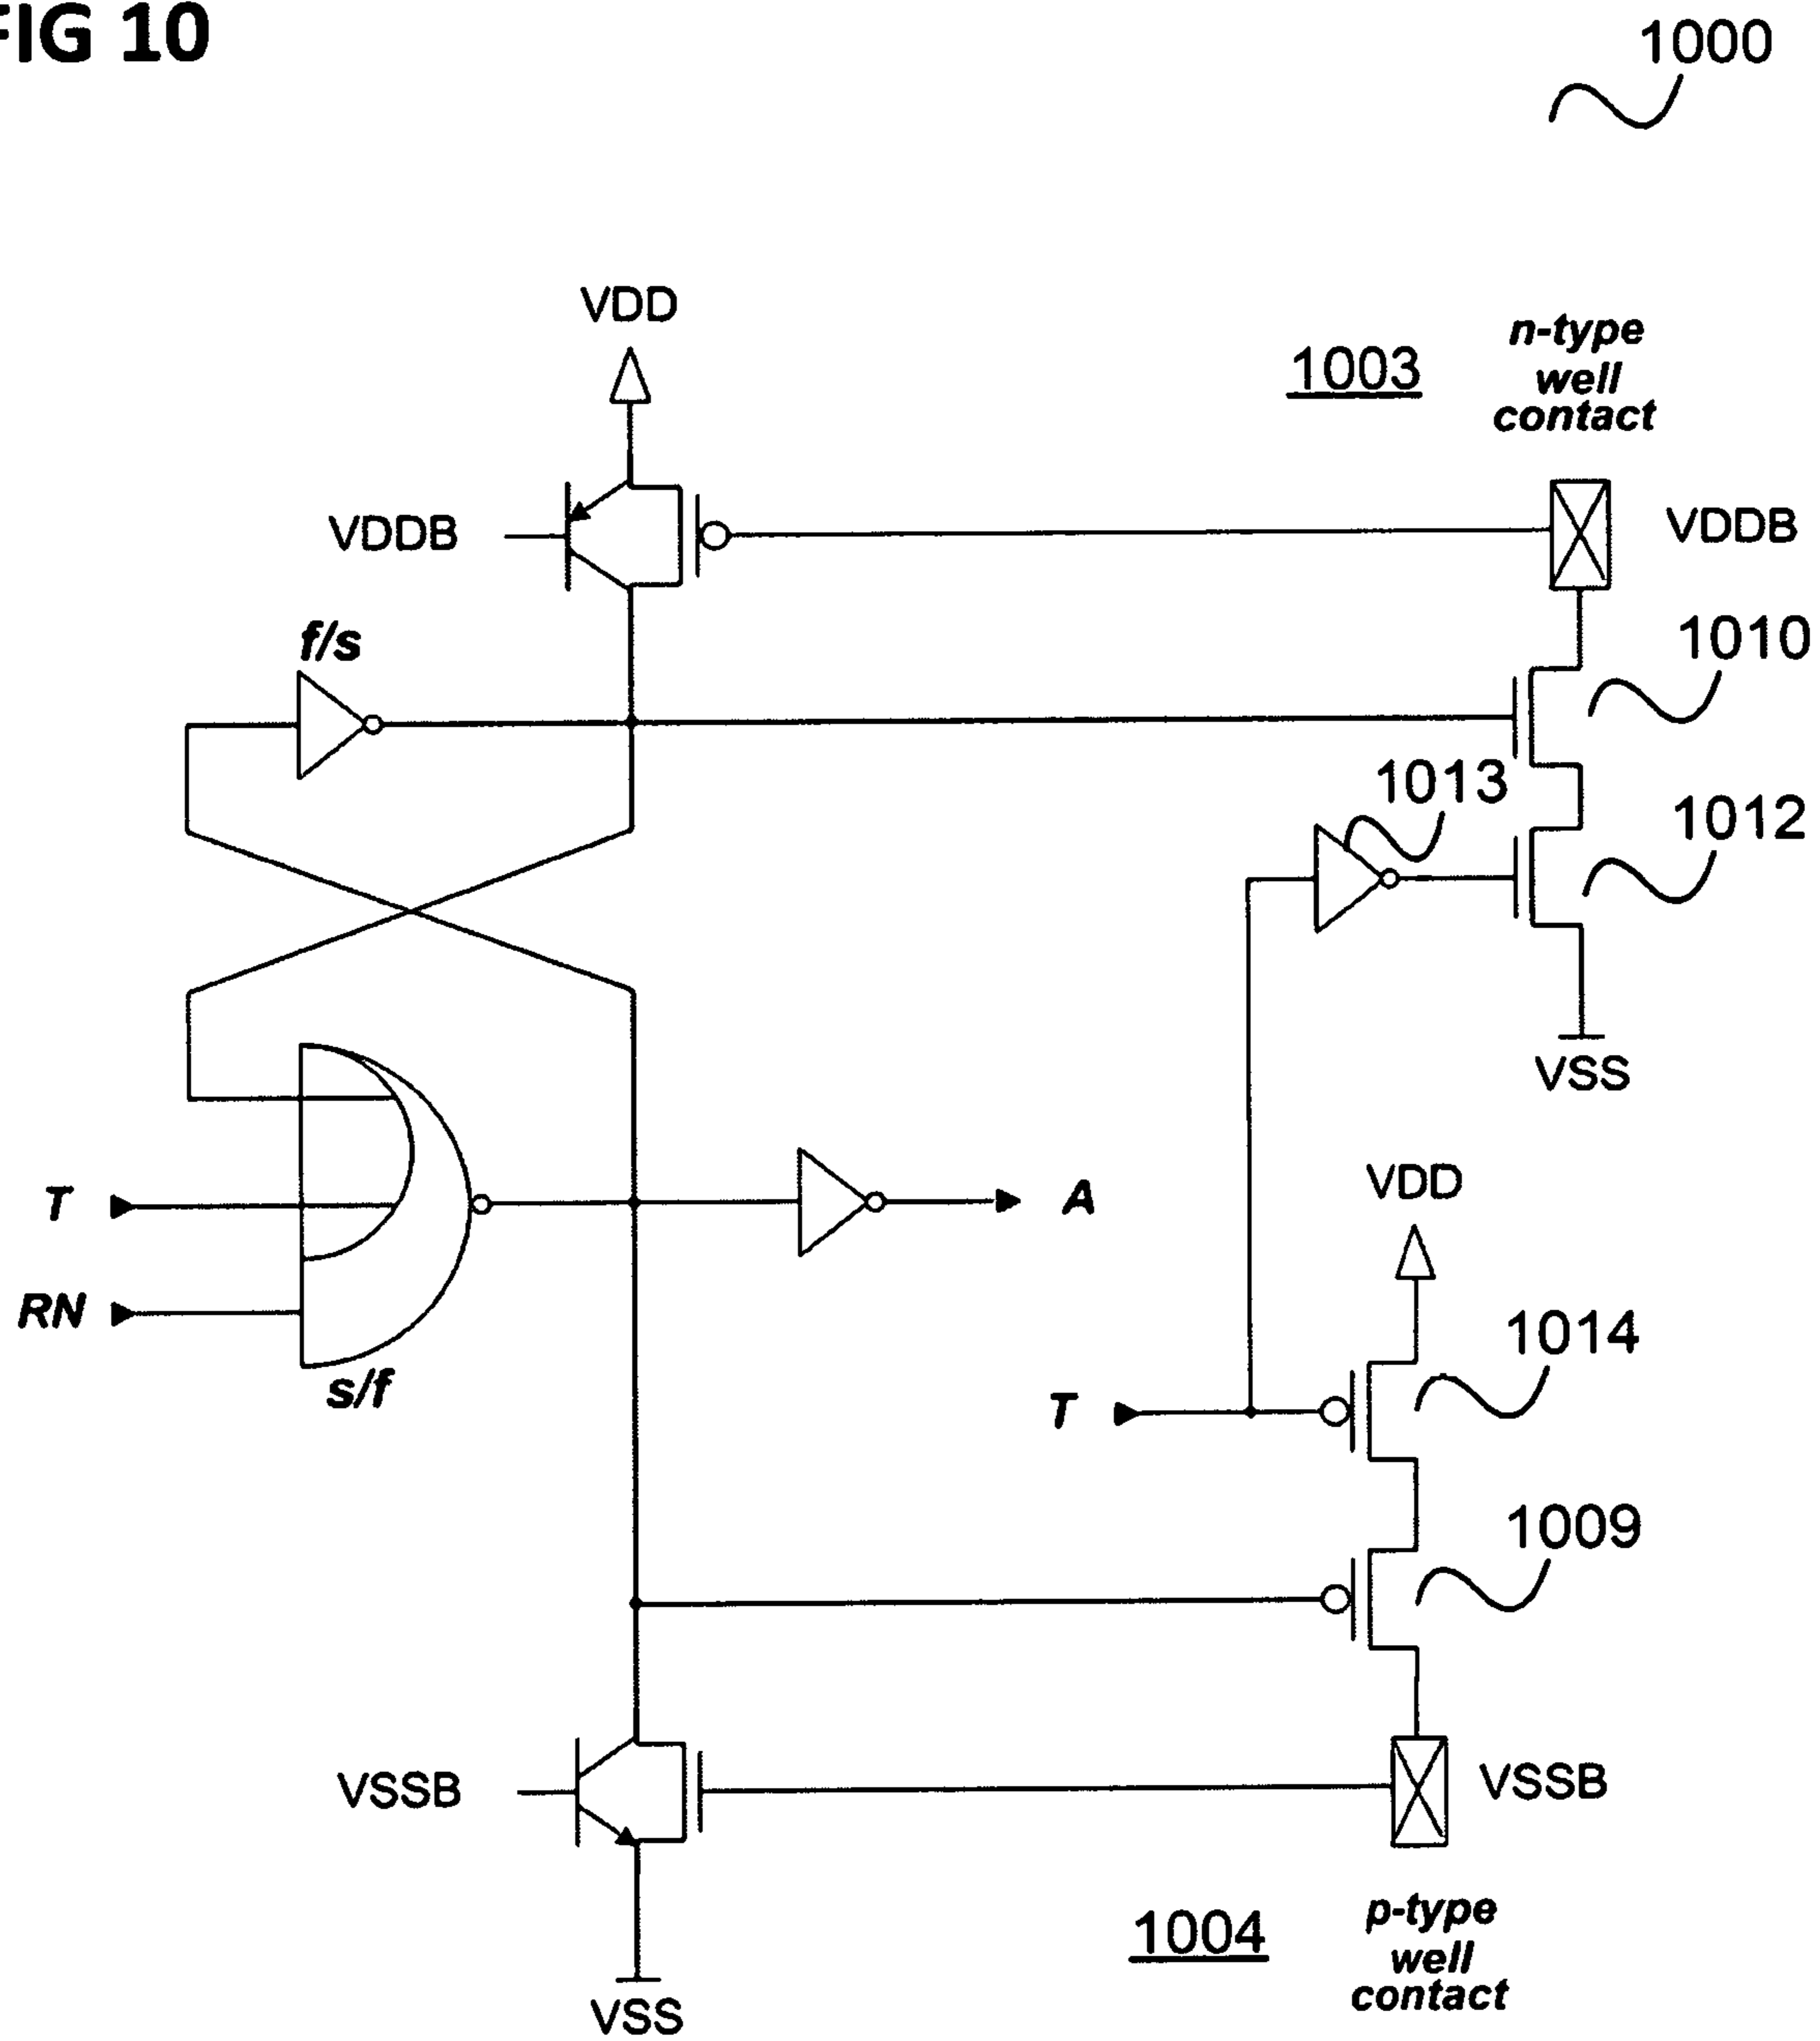 FIG 10
1000
VDD
1003
n-type
well
contact
VDDB
VDDB
1010
f/s
1013
1012
VSS
T
RN
s/f
A
VDD
1014
T
1009
VSSB
VSSB
1004
p-type
well
contact
VSS